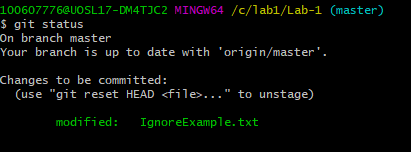 100607776@UOSL17-DM4TJC2 MINGW64 /c/lab1/Lab-1 (master)
$ git status
On branch master
Your branch is up to date with 'origin/master'.
Changes to be committed:
(use "git reset HEAD <file>..." to unstage)
modified: IgnoreExample.txt